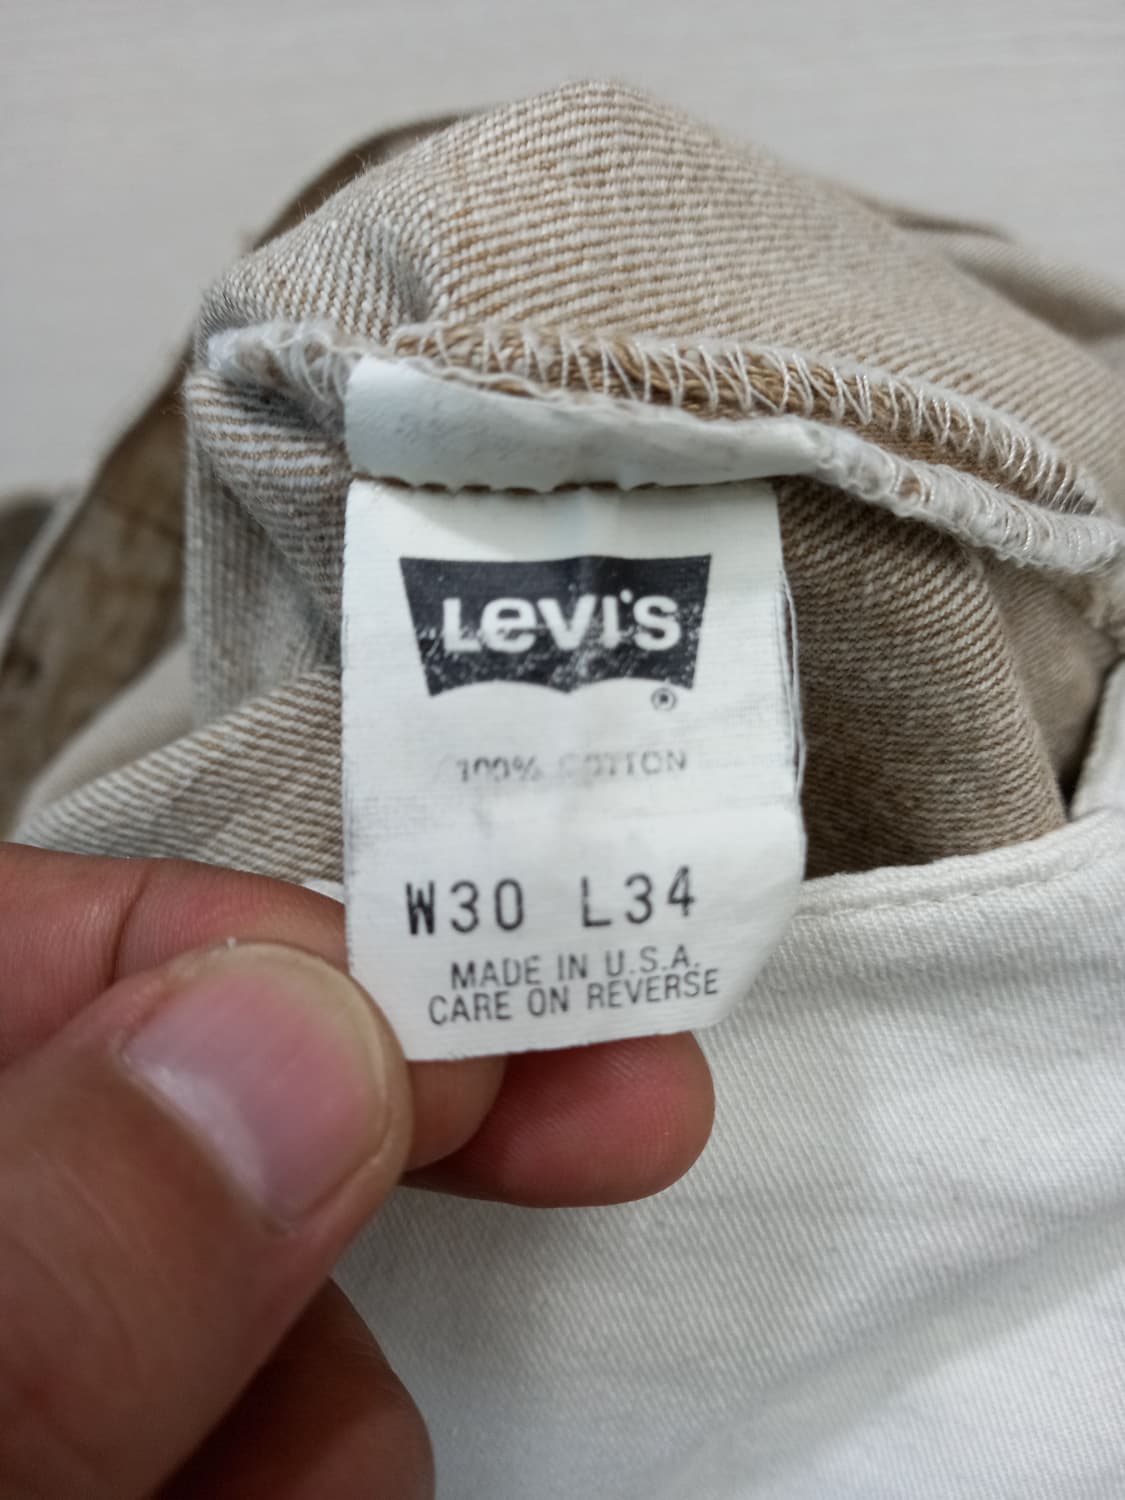 Levi's
®
100% COTTON
W30 L34
MADE IN U.S.A.
CARE ON REVERSE